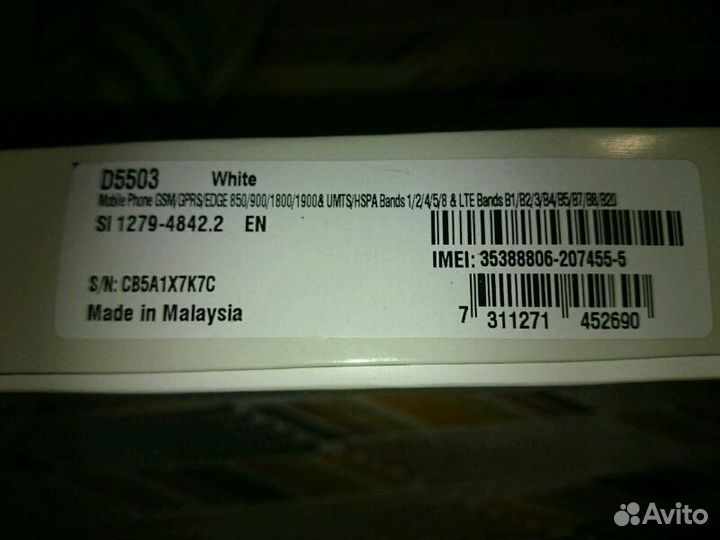 D5503 White
Mobile Phone GSM/GPRS/EDGE 850/900/1800/1900& UMTS/HSPA Bands 1/2/4/5/8 & LTE Bands B1/B2/B3/B4/B5/B7/B8/B20
SI 1279-4842.2 EN
IMEI: 35388806-207455-5
S/N: CB5A1X7K7C
Made in Malaysia
7 311271 452690
Avito